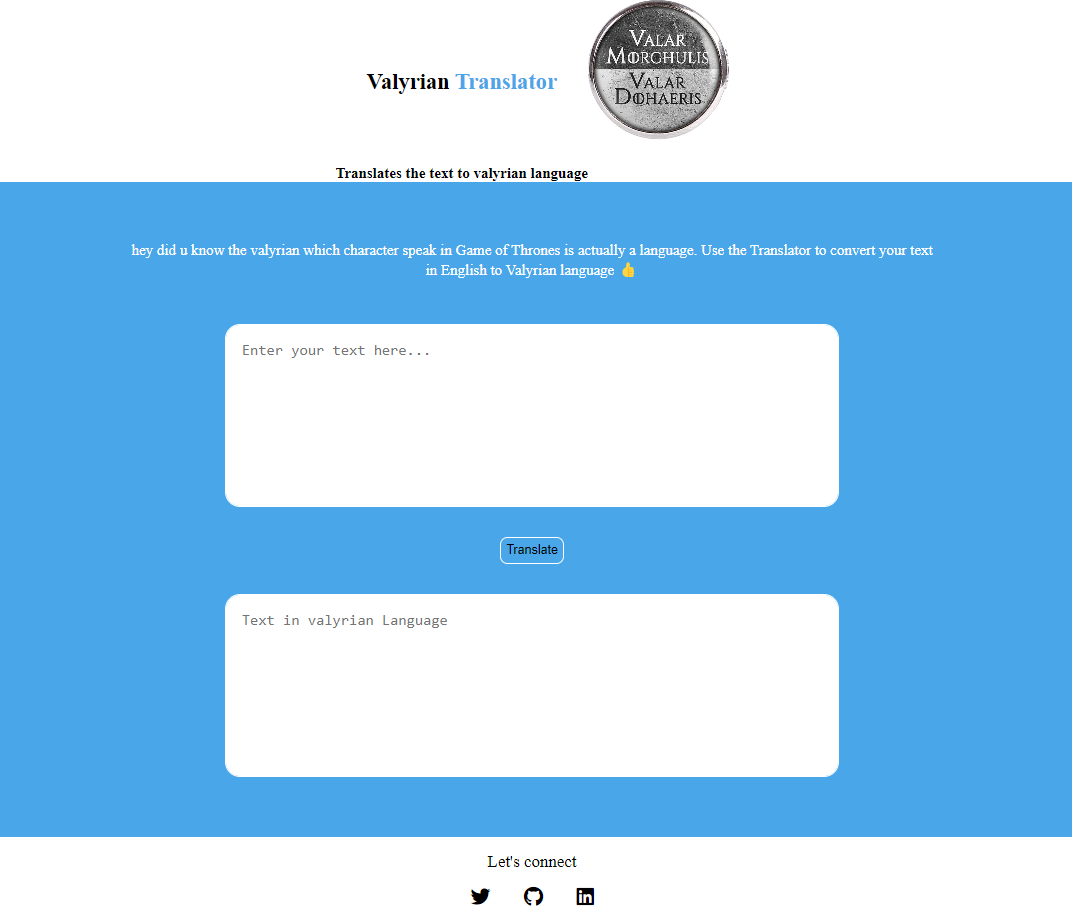 Valyrian Translator
VALAR
MORGHULIS
VALAR
DOHAERIS
Translates the text to valyrian language
hey did u know the valyrian which character speak in Game of Thrones is actually a language. Use the Translator to convert your text
in English to Valyrian language 👍
Enter your text here...
Translate
Text in valyrian Language
Let's connect